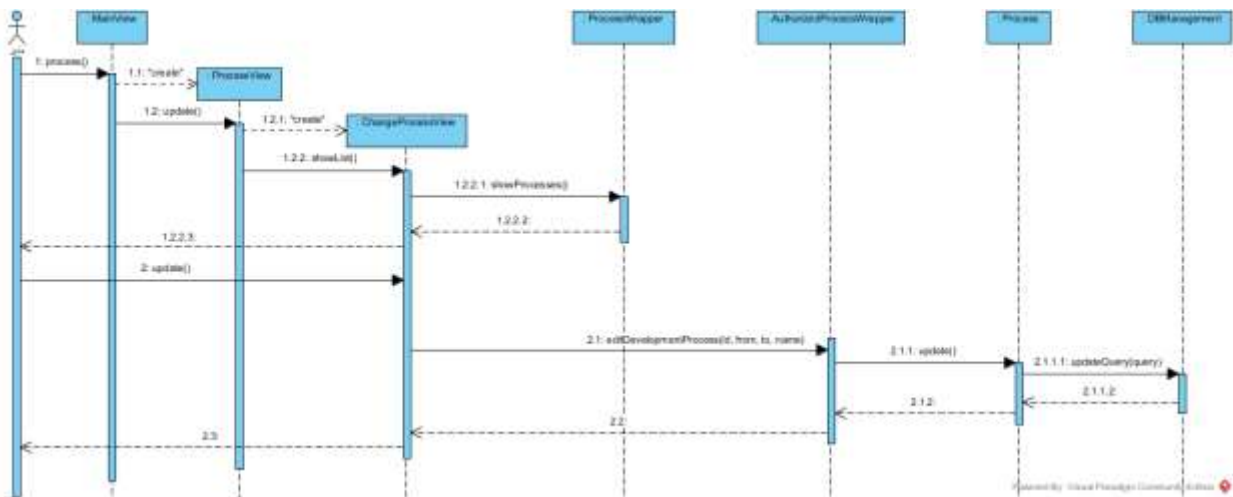 MainView
ProcessWrapper
AuthorizedProcessWrapper
Process
DBManagement
1: process()
1.1: "create"
ProcessView
1.2: update()
1.2.1: "create"
ChangeProcessView
1.2.2: showList()
1.2.2.1: showProcesses()
1.2.2.2:
1.2.2.3:
2: update()
2.1: editDevelopmentProcess(id, from, to, name)
2.1.1: update()
2.1.1.1: updateQuery(query)
2.1.1.2:
2.1.2:
2.2:
2.3:
Powered By Visual Paradigm Community Edition